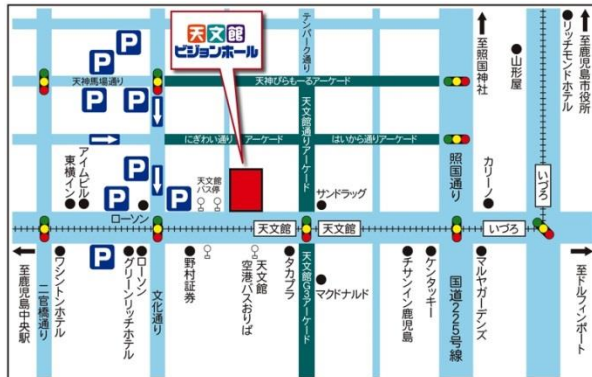 天文館
ビジョンホール
テンパーク通り
至照国神社
山形屋
リッチモンドホテル
至鹿児島市役所
P
P
天神馬場通り
天神ぴらもーるアーケード
P
P
P
天文館通りアーケード
にぎわい通り アーケード
はいから通りアーケード
照国通り
いづろ
アイムビル
東横イン
P
P
P
天文館
バス停
サンドラッグ
カリーノ
ローソン
天文館
天文館
いづろ
至鹿児島中央駅
二官橋通り
ワシントンホテル
P
グリーンリッチホテル
ローソン
文化通り
野村証券
天文館
空港バスおりば
タカプラ
天文館G3アーケード
マクドナルド
チサンイン鹿児島
ケンタッキー
国道225号線
マルヤガーデンズ
至ドルフィンポート